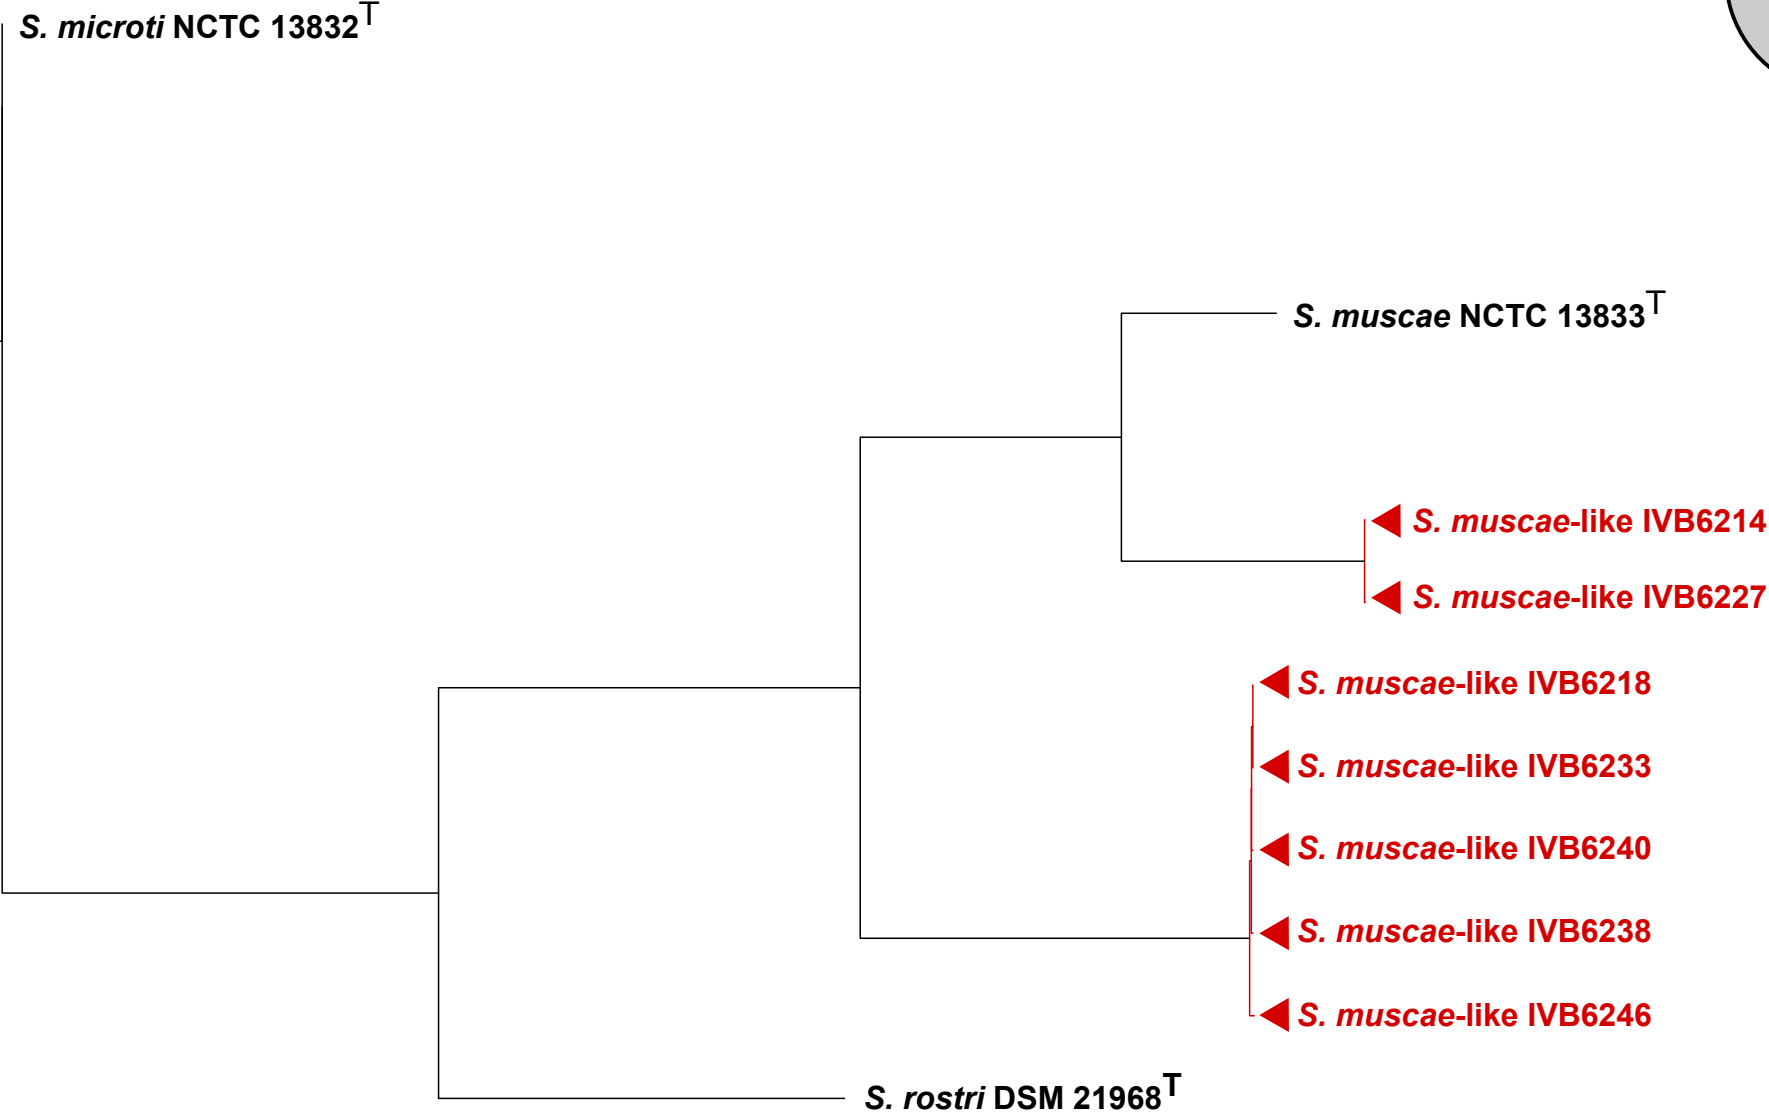 S. microti NCTC 13832T
S. muscae NCTC 13833T
S. muscae-like IVB6214
S. muscae-like IVB6227
S. muscae-like IVB6218
S. muscae-like IVB6233
S. muscae-like IVB6240
S. muscae-like IVB6238
S. muscae-like IVB6246
S. rostri DSM 21968T